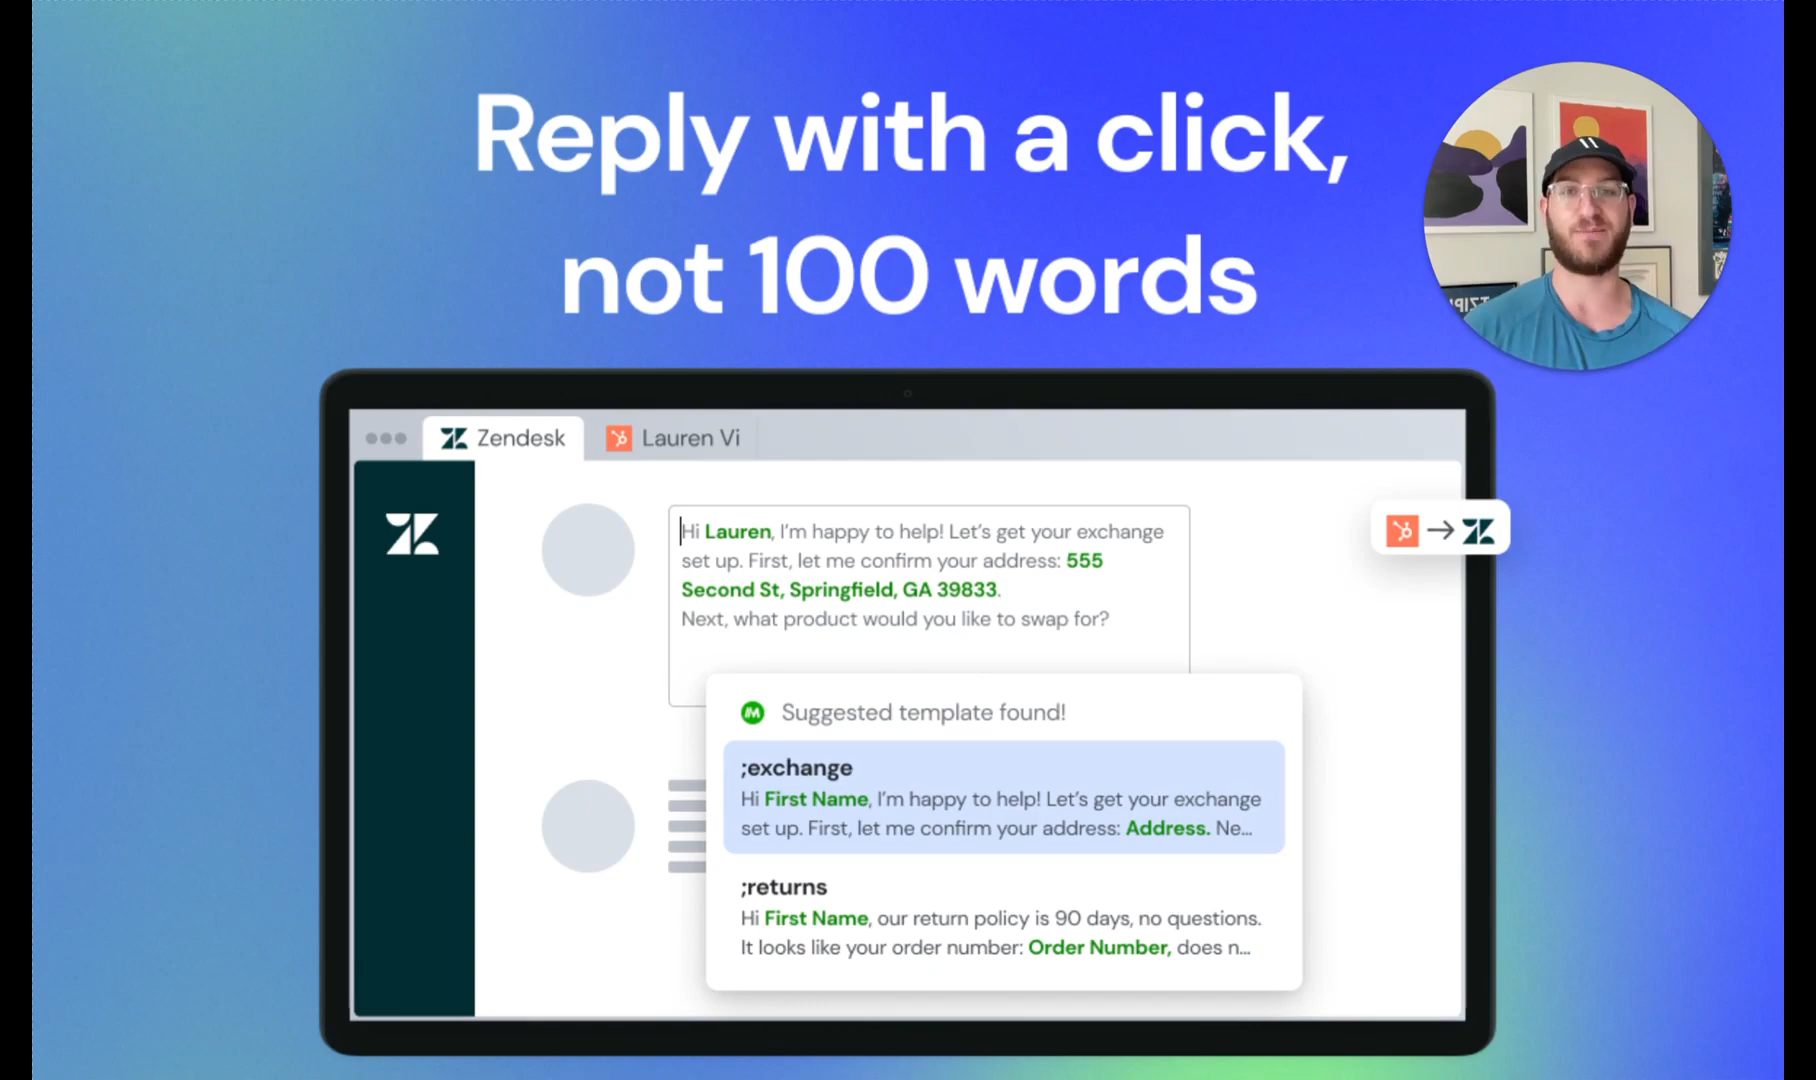 Reply with a click,
not 100 words
Zendesk
Lauren Vi
Hi Lauren, I'm happy to help! Let's get your exchange
set up. First, let me confirm your address: 555
Second St, Springfield, GA 39833.
Next, what product would you like to swap for?
Suggested template found!
;exchange
Hi First Name, I'm happy to help! Let's get your exchange
set up. First, let me confirm your address: Address. Ne...
;returns
Hi First Name, our return policy is 90 days, no questions.
It looks like your order number: Order Number, does n...